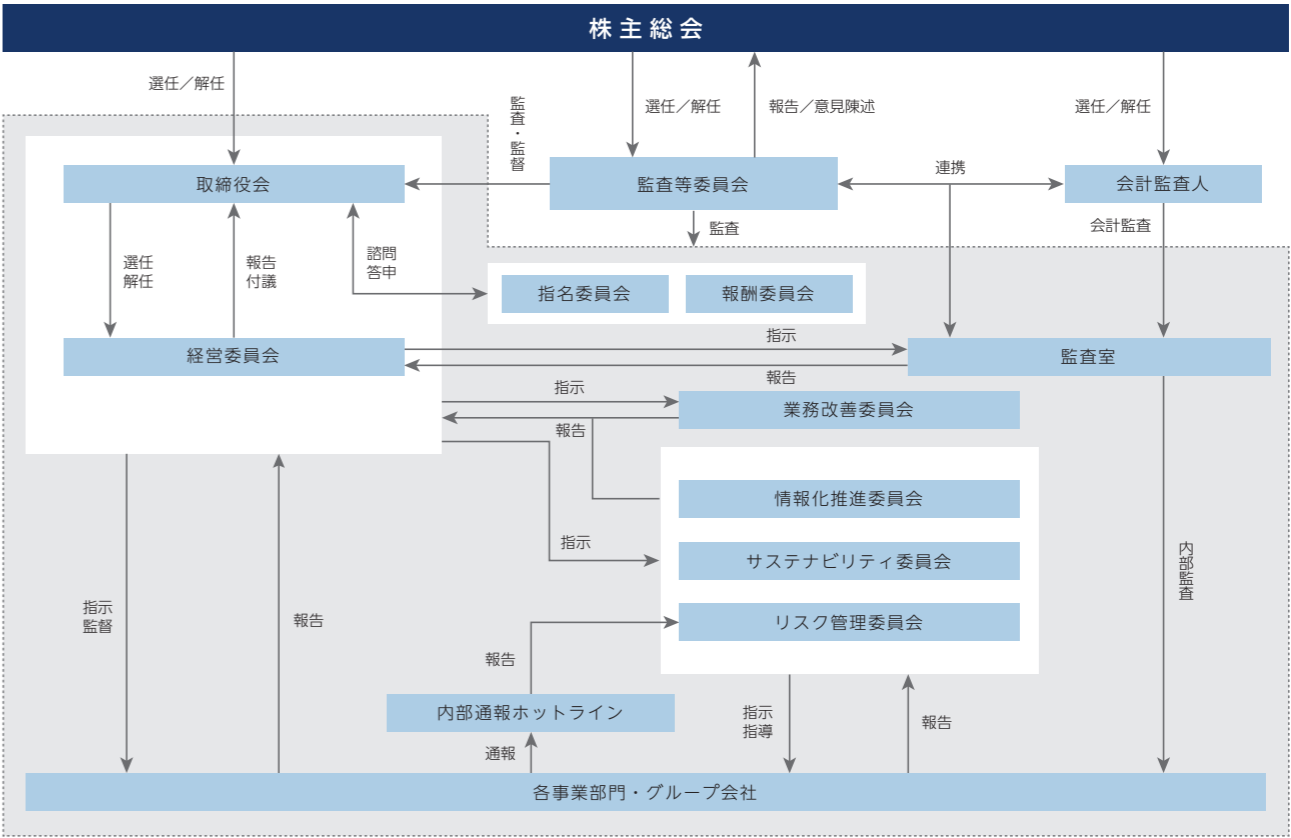 株主総会
選任／解任
監査・監督
選任／解任
報告／意見陳述
選任／解任
取締役会
監査等委員会
連携
会計監査人
監査
会計監査
選任
解任
報告
付議
諮問
答申
指名委員会
報酬委員会
経営委員会
指示
報告
監査室
指示
報告
業務改善委員会
情報化推進委員会
指示
サステナビリティ委員会
内部監査
指示
監督
報告
リスク管理委員会
報告
内部通報ホットライン
指示
指導
報告
通報
各事業部門・グループ会社